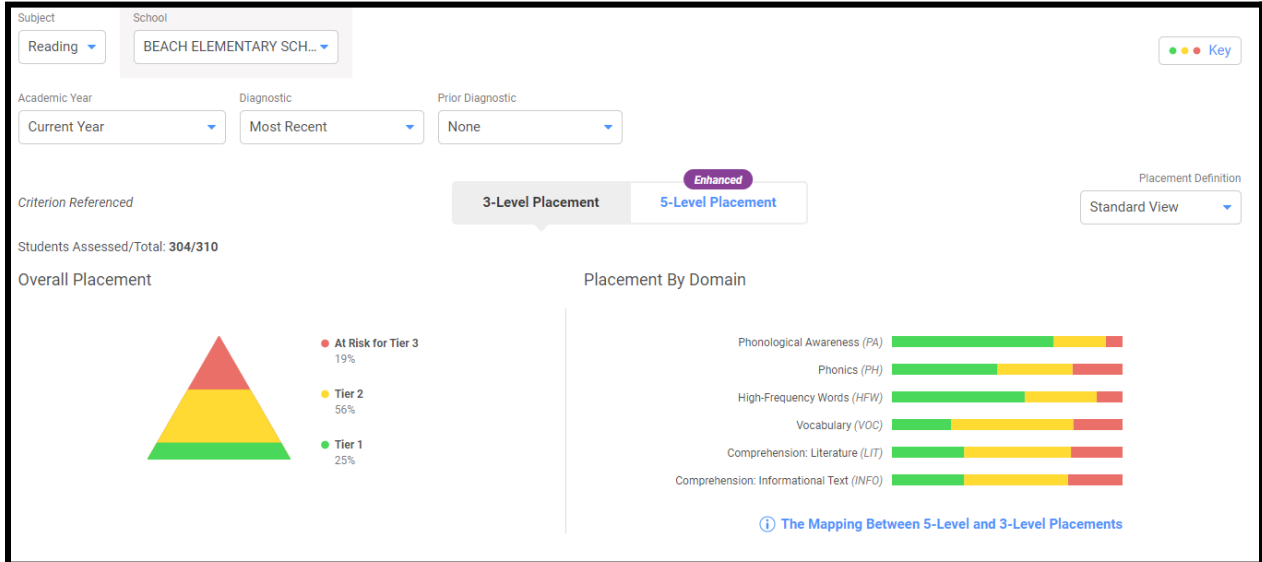 Subject
School
Reading
BEACH ELEMENTARY SCH...
Key
Academic Year
Diagnostic
Prior Diagnostic
Current Year
Most Recent
None
Enhanced
Placement Definition
Criterion Referenced
3-Level Placement
5-Level Placement
Standard View
Students Assessed/Total: 304/310
Overall Placement
Placement By Domain
At Risk for Tier 3
19%
Tier 2
56%
Tier 1
25%
Phonological Awareness (PA)
Phonics (PH)
High-Frequency Words (HFW)
Vocabulary (VOC)
Comprehension: Literature (LIT)
Comprehension: Informational Text (INFO)
The Mapping Between 5-Level and 3-Level Placements